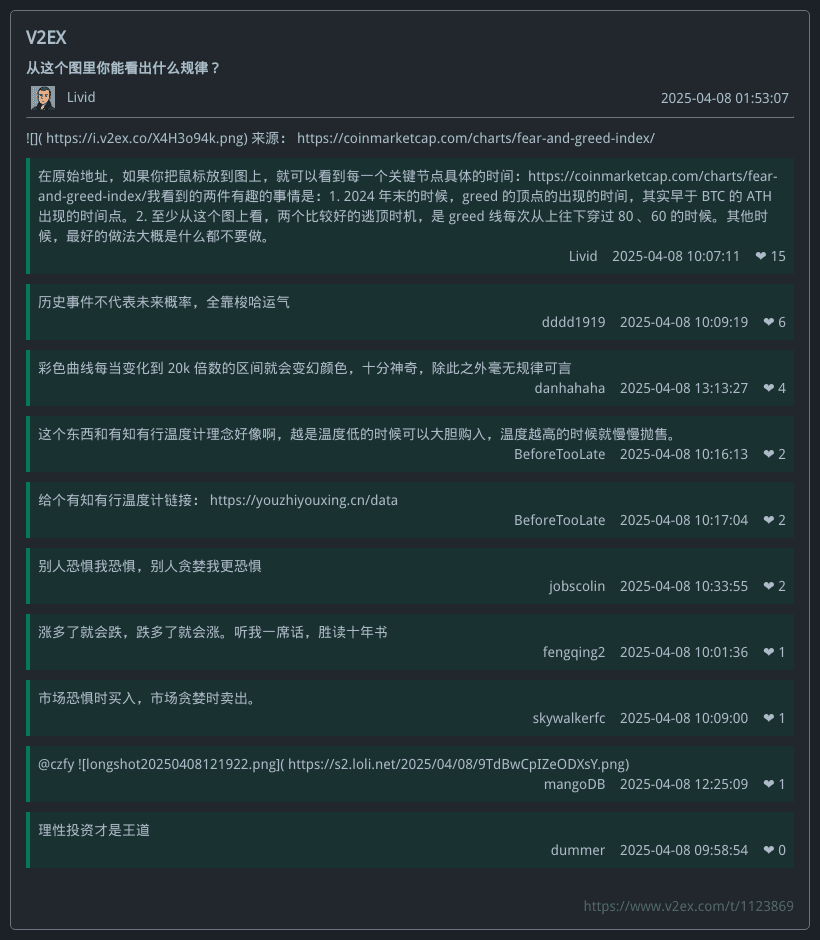 V2EX
从这个图里你能看出什么规律？
Livid
2025-04-08 01:53:07
![]( https://i.v2ex.co/X4H3o94k.png) 来源： https://coinmarketcap.com/charts/fear-and-greed-index/
在原始地址，如果你把鼠标放到图上，就可以看到每一个关键节点具体的时间：https://coinmarketcap.com/charts/fear-
and-greed-index/我看到的两件有趣的事情是：1. 2024 年末的时候，greed 的顶点的出现的时间，其实早于 BTC 的 ATH
出现的时间点。2. 至少从这个图上看，两个比较好的逃顶时机，是 greed 线每次从上往下穿过 80 、60 的时候。其他时
候，最好的做法大概是什么都不要做。
Livid 2025-04-08 10:07:11 ❤ 15
历史事件不代表未来概率，全靠梭哈运气
dddd1919 2025-04-08 10:09:19 ❤ 6
彩色曲线每当变化到 20k 倍数的区间就会变幻颜色，十分神奇，除此之外毫无规律可言
danhahaha 2025-04-08 13:13:27 ❤ 4
这个东西和有知有行温度计理念好像啊，越是温度低的时候可以大胆购入，温度越高的时候就慢慢抛售。
BeforeTooLate 2025-04-08 10:16:13 ❤ 2
给个有知有行温度计链接： https://youzhiyouxing.cn/data
BeforeTooLate 2025-04-08 10:17:04 ❤ 2
别人恐惧我恐惧，别人贪婪我更恐惧
jobscolin 2025-04-08 10:33:55 ❤ 2
涨多了就会跌，跌多了就会涨。听我一席话，胜读十年书
fengqing2 2025-04-08 10:01:36 ❤ 1
市场恐惧时买入，市场贪婪时卖出。
skywalkerfc 2025-04-08 10:09:00 ❤ 1
@czfy ![longshot20250408121922.png]( https://s2.loli.net/2025/04/08/9TdBwCpIZeODXsY.png)
mangoDB 2025-04-08 12:25:09 ❤ 1
理性投资才是王道
dummer 2025-04-08 09:58:54 ❤ 0
https://www.v2ex.com/t/1123869